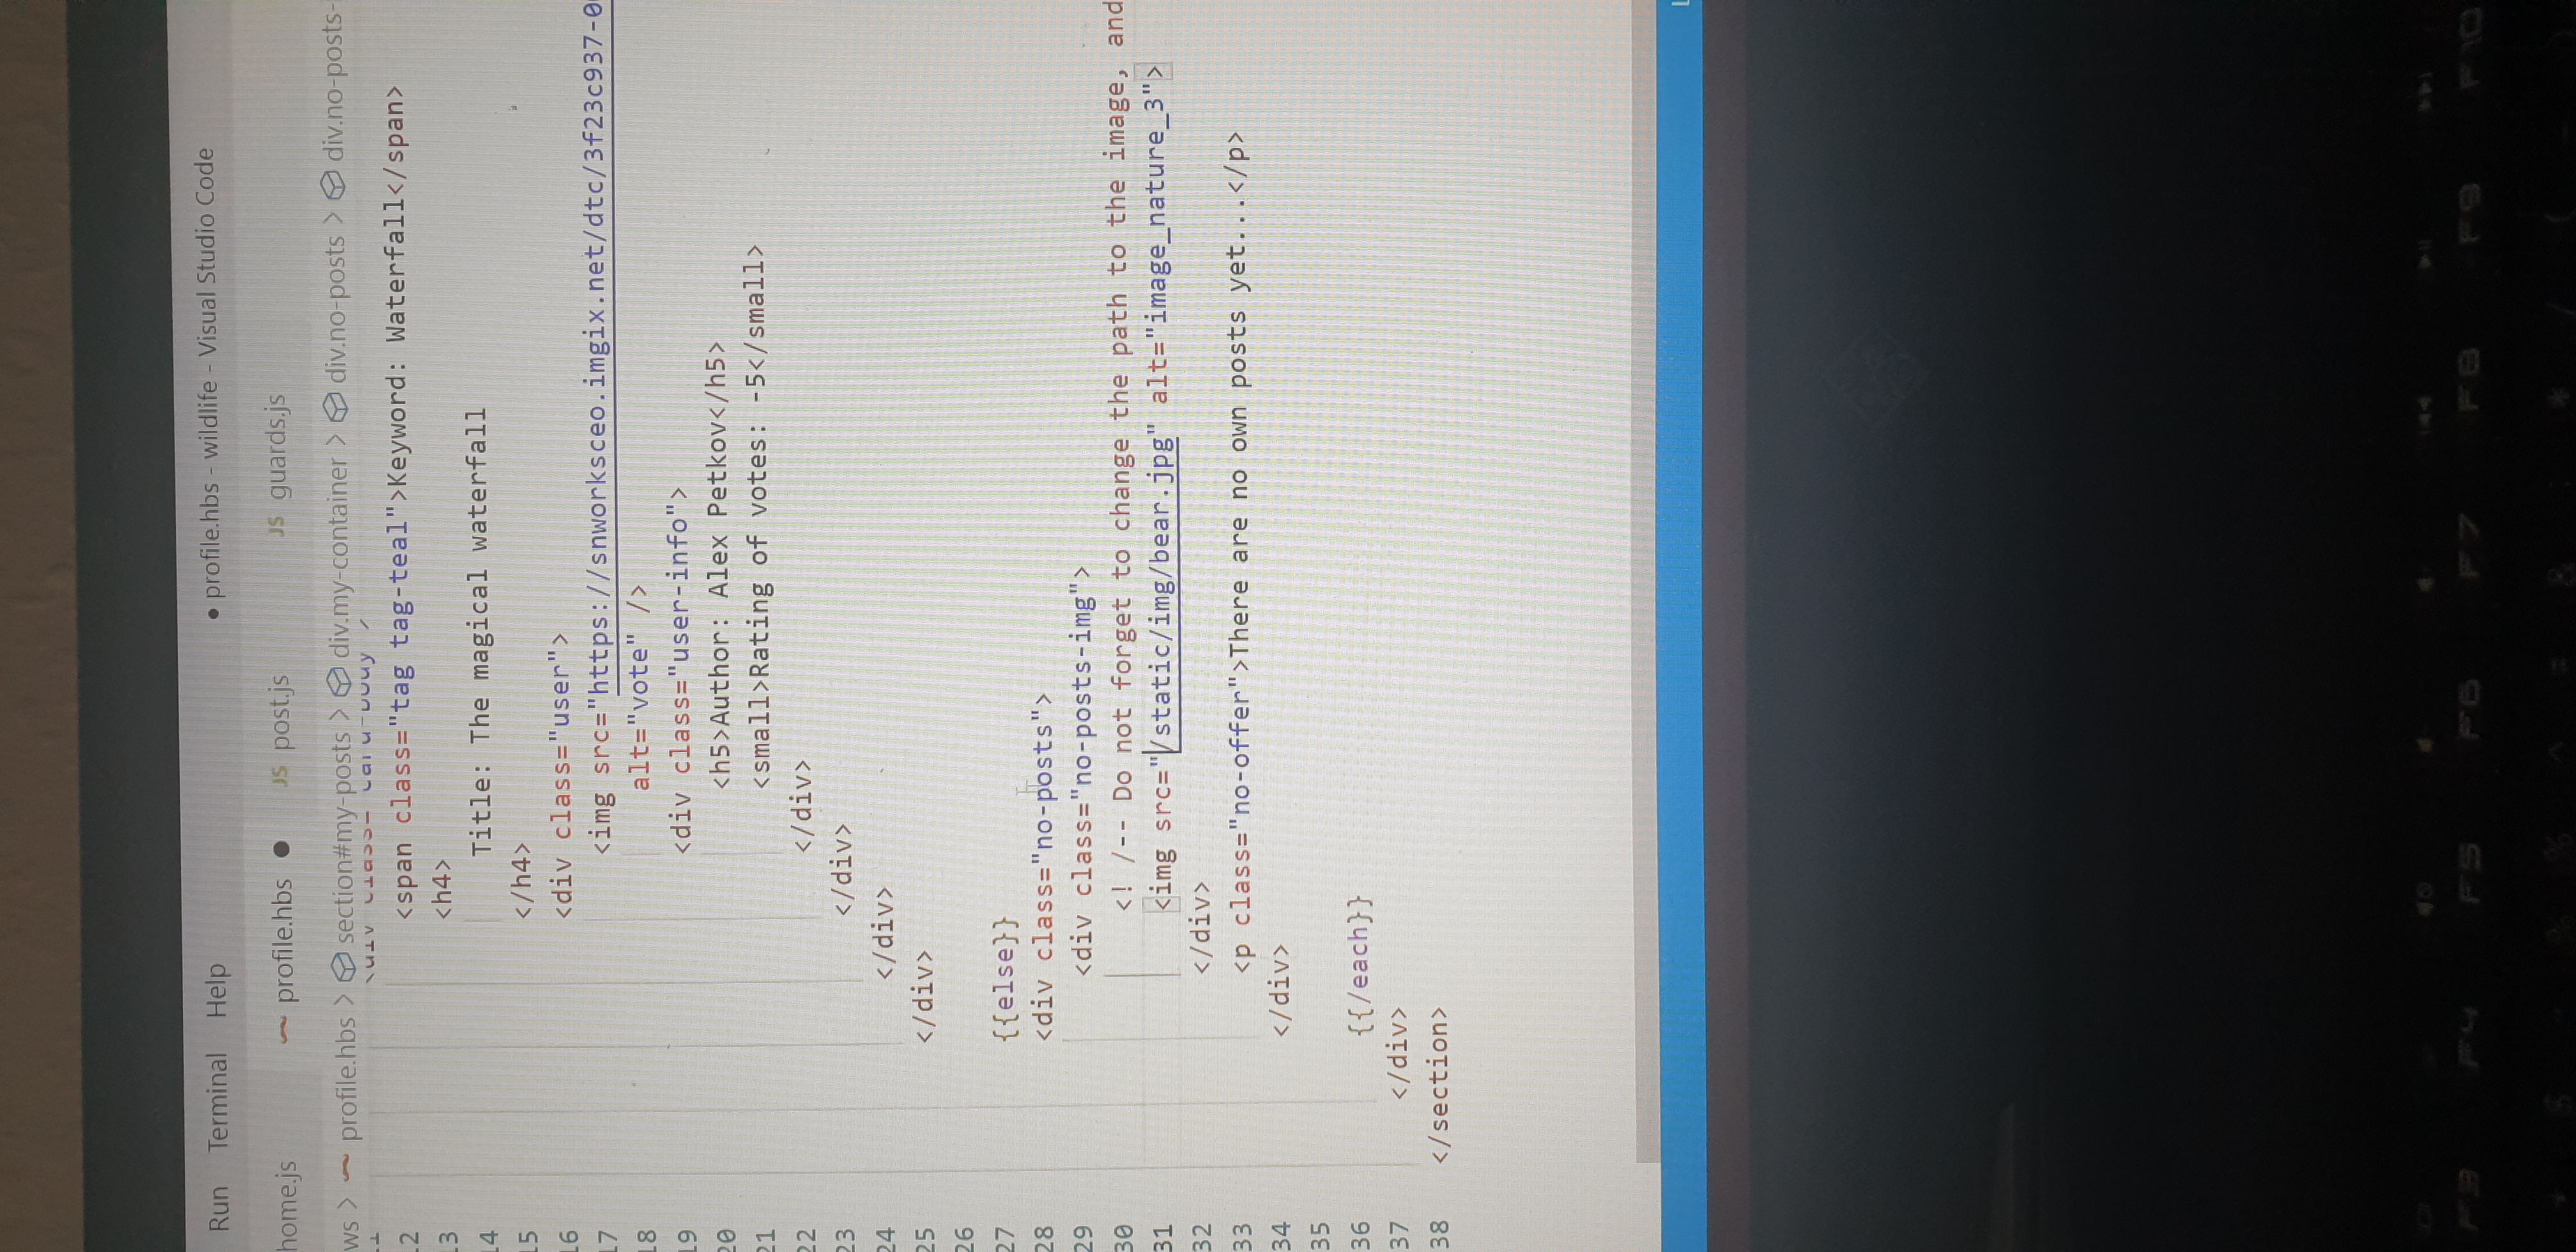 Run Terminal Help ● profile.hbs - wildlife - Visual Studio Code
home.js profile.hbs ● JS post.js JS guards.js
ws > profile.hbs > section#my-posts > div.my-container > div.no-posts > div.no-posts-
12 <span class="tag tag-teal">Keyword: Waterfall</span>
13 <h4>
14 Title: The magical waterfall
15 </h4>
16 <div class="user">
17 <img src="https://snworksceo.imgix.net/dtc/3f23c937-0
18 alt="vote" />
19 <div class="user-info">
20 <h5>Author: Alex Petkov</h5>
21 <small>Rating of votes: -5</small>
22 </div>
23 </div>
24 </div>
25 </div>
26
27 {{else}}
28 <div class="no-posts">
29 <div class="no-posts-img">
30 <! /-- Do not forget to change the path to the image, and
31 <img src="/static/img/bear.jpg" alt="image_nature_3">
32 </div>
33 <p class="no-offer">There are no own posts yet...</p>
34 </div>
35
36 {{/each}}
37 </div>
38 </section>
F3 F4 F5 F6 F7 F8 F9 F10